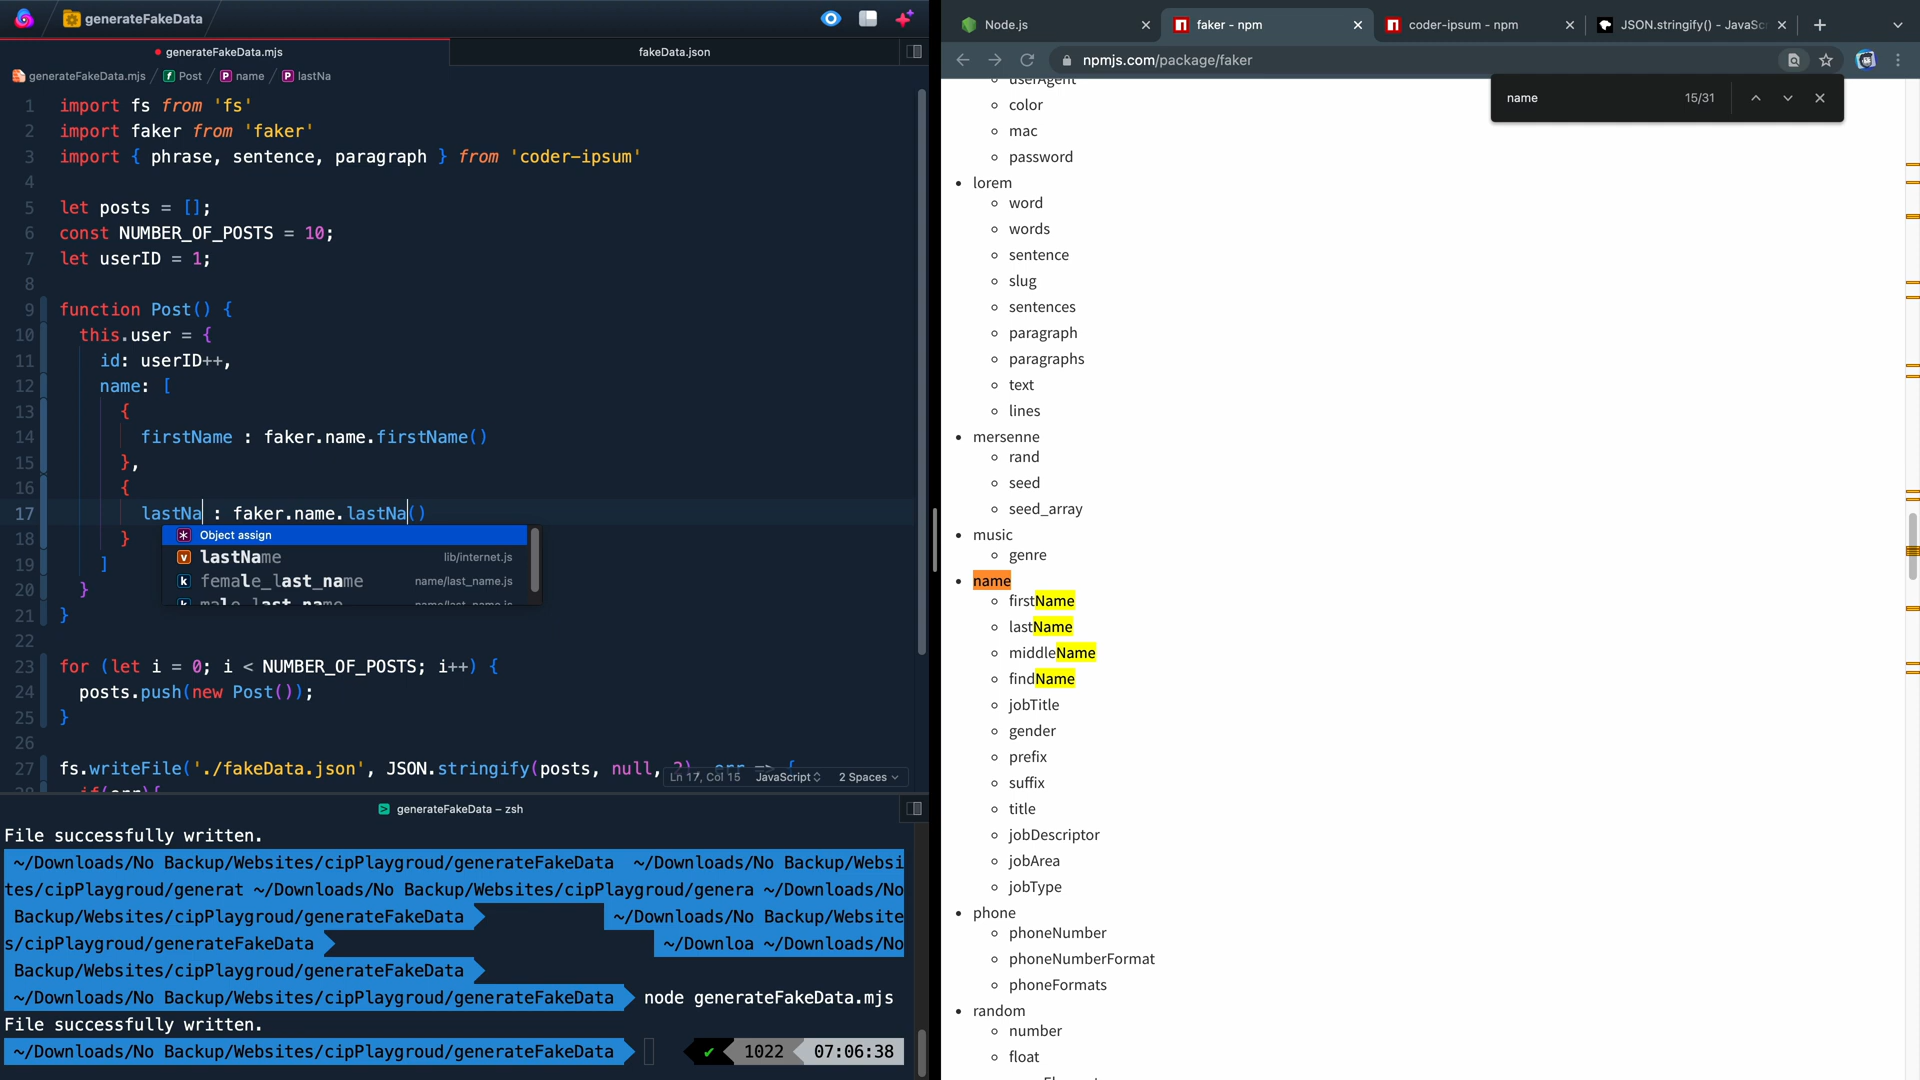 generateFakeData
generateFakeData.mjs
fakeData.json
generateFakeData.mjs / Post / name / lastNa
1 import fs from 'fs'
2 import faker from 'faker'
3 import { phrase, sentence, paragraph } from 'coder-ipsum'
4
5 let posts = [];
6 const NUMBER_OF_POSTS = 10;
7 let userID = 1;
8
9 function Post() {
10 this.user = {
11 id: userID++,
12 name: [
13 {
14 firstName : faker.name.firstName()
15 },
16 {
17 lastNa : faker.name.lastNa()
Object assign
lastName lib/internet.js
female_last_name name/last_name.js
male_last_name name/last_name.js
18 }
19 ]
20 }
21 }
22
23 for (let i = 0; i < NUMBER_OF_POSTS; i++) {
24 posts.push(new Post());
25 }
26
27 fs.writeFile('./fakeData.json', JSON.stringify(posts, null, 2), err => {
28 if(err){
Ln 17, Col 15 JavaScript 2 Spaces
generateFakeData – zsh
File successfully written.
~/Downloads/No Backup/Websites/cipPlaygroud/generateFakeData ~/Downloads/No Backup/Websi
tes/cipPlaygroud/generat ~/Downloads/No Backup/Websites/cipPlaygroud/genera ~/Downloads/No
Backup/Websites/cipPlaygroud/generateFakeData ~/Downloads/No Backup/Website
s/cipPlaygroud/generateFakeData ~/Downloa ~/Downloads/No
Backup/Websites/cipPlaygroud/generateFakeData
~/Downloads/No Backup/Websites/cipPlaygroud/generateFakeData node generateFakeData.mjs
File successfully written.
~/Downloads/No Backup/Websites/cipPlaygroud/generateFakeData ✔ 1022 07:06:38
Node.js
faker - npm
coder-ipsum - npm
JSON.stringify() - JavaSc
npmjs.com/package/faker
name 15/31
userAgent
color
mac
password
lorem
word
words
sentence
slug
sentences
paragraph
paragraphs
text
lines
mersenne
rand
seed
seed_array
music
genre
name
firstName
lastName
middleName
findName
jobTitle
gender
prefix
suffix
title
jobDescriptor
jobArea
jobType
phone
phoneNumber
phoneNumberFormat
phoneFormats
random
number
float